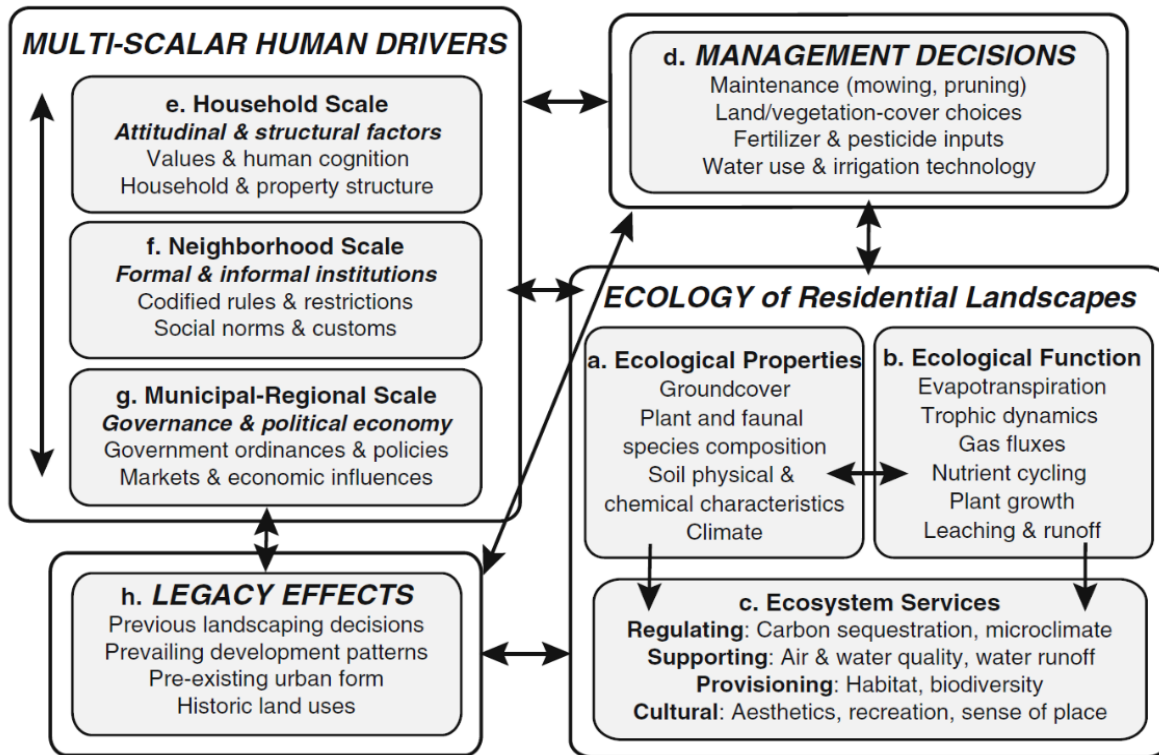 MULTI-SCALAR HUMAN DRIVERS
e. Household Scale
Attitudinal & structural factors
Values & human cognition
Household & property structure
f. Neighborhood Scale
Formal & informal institutions
Codified rules & restrictions
Social norms & customs
g. Municipal-Regional Scale
Governance & political economy
Government ordinances & policies
Markets & economic influences
d. MANAGEMENT DECISIONS
Maintenance (mowing, pruning)
Land/vegetation-cover choices
Fertilizer & pesticide inputs
Water use & irrigation technology
ECOLOGY of Residential Landscapes
a. Ecological Properties
Groundcover
Plant and faunal
species composition
Soil physical &
chemical characteristics
Climate
b. Ecological Function
Evapotranspiration
Trophic dynamics
Gas fluxes
Nutrient cycling
Plant growth
Leaching & runoff
c. Ecosystem Services
Regulating: Carbon sequestration, microclimate
Supporting: Air & water quality, water runoff
Provisioning: Habitat, biodiversity
Cultural: Aesthetics, recreation, sense of place
h. LEGACY EFFECTS
Previous landscaping decisions
Prevailing development patterns
Pre-existing urban form
Historic land uses